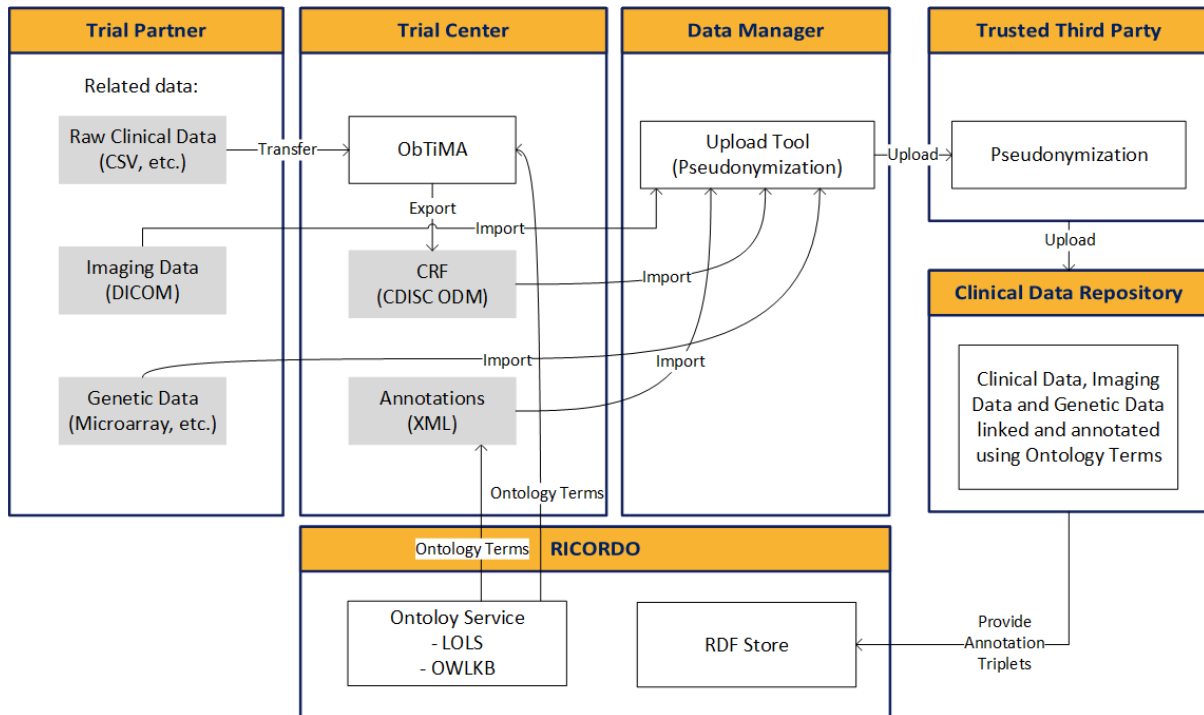 Trial Partner
Related data:
Raw Clinical Data
(CSV, etc.)
Imaging Data
(DICOM)
Genetic Data
(Microarray, etc.)
Transfer
Trial Center
ObTiMA
Export
Import
CRF
(CDISC ODM)
Import
Import
Import
Annotations
(XML)
Ontology Terms
Ontology Terms
Data Manager
Upload Tool
(Pseudonymization)
Upload
Trusted Third Party
Pseudonymization
Upload
Clinical Data Repository
Clinical Data, Imaging
Data and Genetic Data
linked and annotated
using Ontology Terms
RICORDO
Ontoloy Service
- LOLS
- OWLKB
RDF Store
Provide
Annotation
Triplets